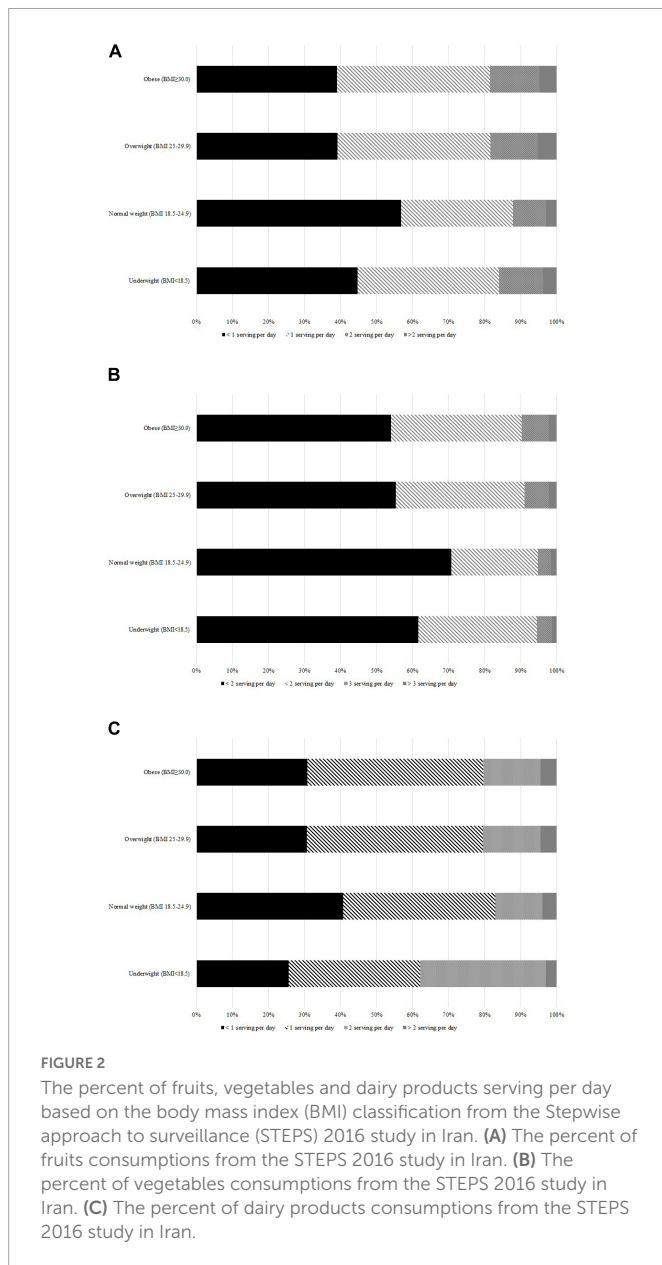 A
Obese (BMI≥30.0)
Overwight (BMI 25-29.9)
Normal weight (BMI 18.5-24.9)
Underwight (BMI<18.5)
0% 10% 20% 30% 40% 50% 60% 70% 80% 90% 100%
< 1 serving per day 1 serving per day 2 serving per day >2 serving per day
B
Obese (BMI≥30.0)
Overwight (BMI 25-29.9)
Normal weight (BMI 18.5-24.9)
Underwight (BMI<18.5)
0% 10% 20% 30% 40% 50% 60% 70% 80% 90% 100%
< 2 serving per day 2 serving per day 3 serving per day > 3 serving per day
C
Obese (BMI≥30.0)
Overwight (BMI 25-29.9)
Normal weight (BMI 18.5-24.9)
Underwight (BMI<18.5)
0% 10% 20% 30% 40% 50% 60% 70% 80% 90% 100%
< 1 serving per day 1 serving per day 2 serving per day > 2 serving per day
FIGURE 2
The percent of fruits, vegetables and dairy products serving per day
based on the body mass index (BMI) classification from the Stepwise
approach to surveillance (STEPS) 2016 study in Iran. (A) The percent of
fruits consumptions from the STEPS 2016 study in Iran. (B) The
percent of vegetables consumptions from the STEPS 2016 study in
Iran. (C) The percent of dairy products consumptions from the STEPS
2016 study in Iran.